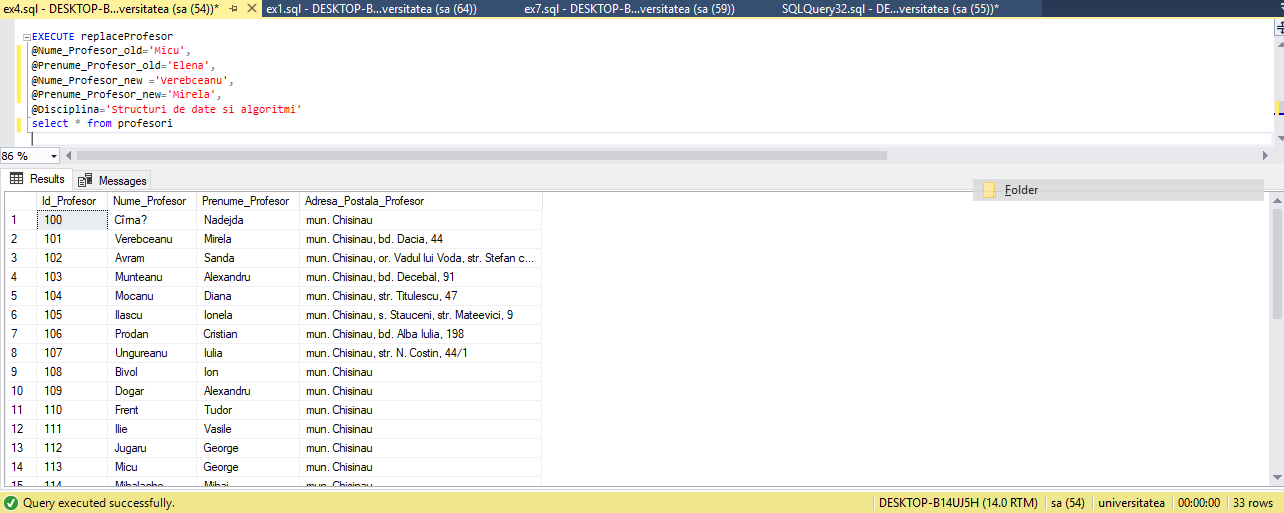 ex4.sql - DESKTOP-B...versitatea (sa (54))* ex1.sql - DESKTOP-B...versitatea (sa (64)) ex7.sql - DESKTOP-B...versitatea (sa (59)) SQLQuery32.sql - DE...versitatea (sa (55))*
EXECUTE replaceProfesor
@Nume_Profesor_old='Micu',
@Prenume_Profesor_old='Elena',
@Nume_Profesor_new ='Verebceanu',
@Prenume_Profesor_new='Mirela',
@Disciplina='Structuri de date si algoritmi'
select * from profesori
86 %
Results Messages
Folder
Id_Profesor Nume_Profesor Prenume_Profesor Adresa_Postala_Profesor
1 100 Cîrna? Nadejda mun. Chisinau
2 101 Verebceanu Mirela mun. Chisinau, bd. Dacia, 44
3 102 Avram Sanda mun. Chisinau, or. Vadul lui Voda, str. Stefan c...
4 103 Munteanu Alexandru mun. Chisinau, bd. Decebal, 91
5 104 Mocanu Diana mun. Chisinau, str. Titulescu, 47
6 105 Ilascu Ionela mun. Chisinau, s. Stauceni, str. Mateevici, 9
7 106 Prodan Cristian mun. Chisinau, bd. Alba Iulia, 198
8 107 Ungureanu Iulia mun. Chisinau, str. N. Costin, 44/1
9 108 Bivol Ion mun. Chisinau
10 109 Dogar Alexandru mun. Chisinau
11 110 Frent Tudor mun. Chisinau
12 111 Ilie Vasile mun. Chisinau
13 112 Jugaru George mun. Chisinau
14 113 Micu George mun. Chisinau
15 114 Mihalache Mihai mun. Chisinau
Query executed successfully. DESKTOP-B14UJ5H (14.0 RTM) sa (54) universitatea 00:00:00 33 rows